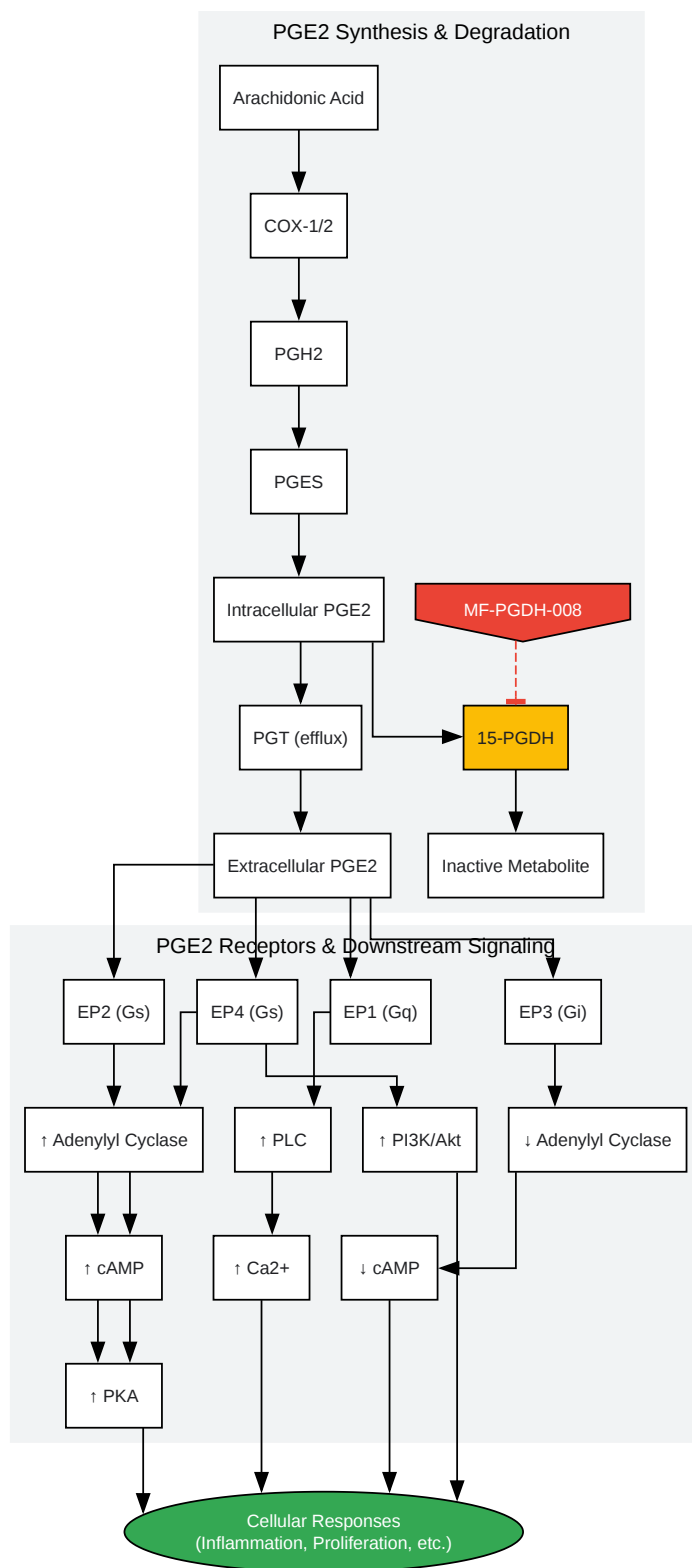 PGE2 Synthesis & Degradation
Arachidonic Acid
COX-1/2
PGH2
PGES
Intracellular PGE2
MF-PGDH-008
PGT (efflux)
15-PGDH
Extracellular PGE2
Inactive Metabolite
PGE2 Receptors & Downstream Signaling
EP2 (Gs)
EP4 (Gs)
EP1 (Gq)
EP3 (Gi)
↑ Adenylyl Cyclase
↑ PLC
↑ PI3K/Akt
↓ Adenylyl Cyclase
↑ cAMP
↑ Ca2+
↓ cAMP
↑ PKA
Cellular Responses
(Inflammation, Proliferation, etc.)